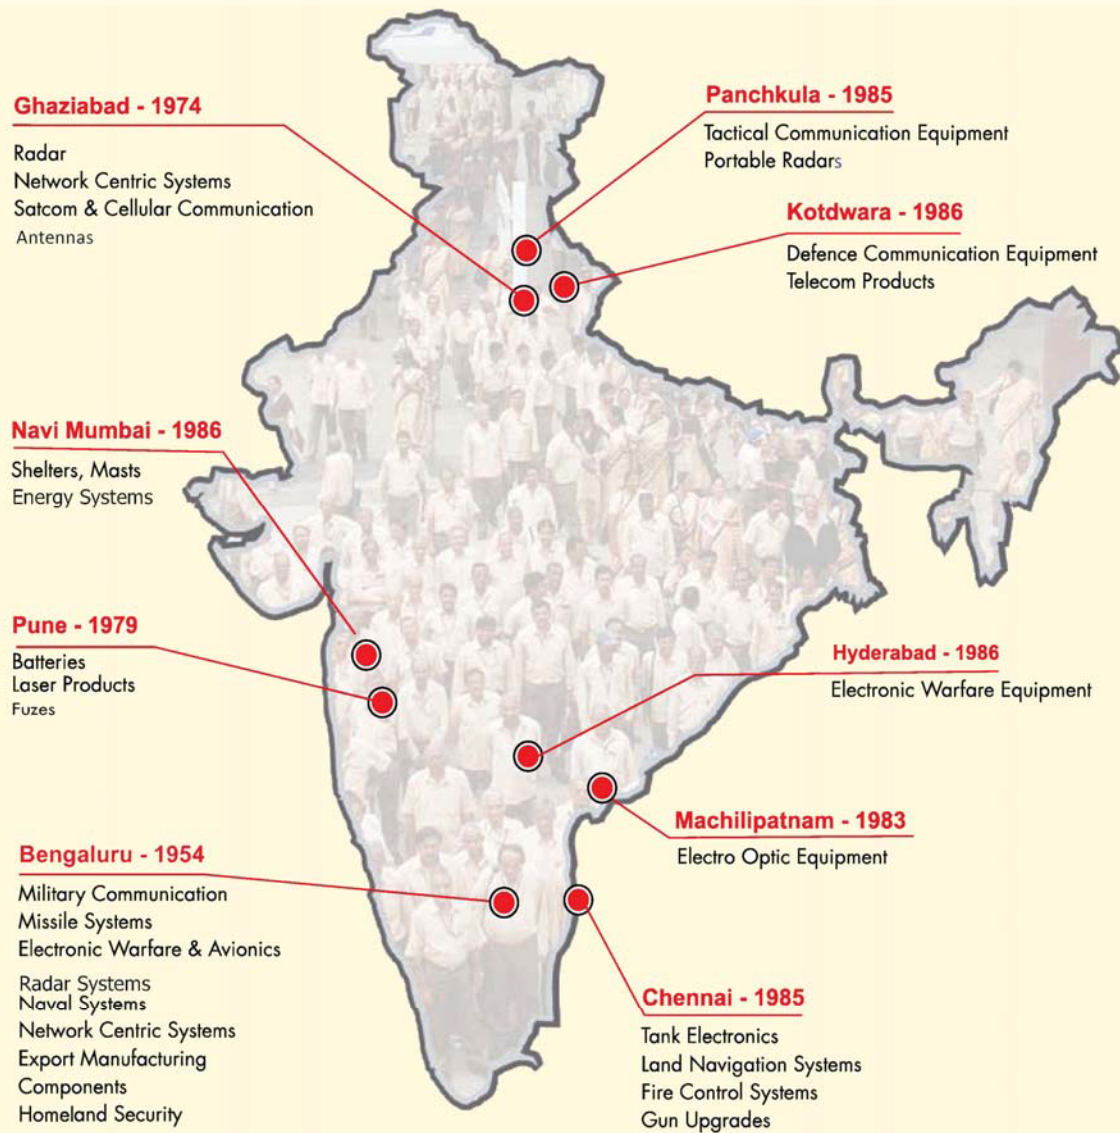 Ghaziabad - 1974
Radar
Network Centric Systems
Satcom & Cellular Communication
Antennas
Panchkula - 1985
Tactical Communication Equipment
Portable Radars
Kotdwara - 1986
Defence Communication Equipment
Telecom Products
Navi Mumbai - 1986
Shelters, Masts
Energy Systems
Pune - 1979
Batteries
Laser Products
Fuzes
Hyderabad - 1986
Electronic Warfare Equipment
Machilipatnam - 1983
Electro Optic Equipment
Bengaluru - 1954
Military Communication
Missile Systems
Electronic Warfare & Avionics
Radar Systems
Naval Systems
Network Centric Systems
Export Manufacturing
Components
Homeland Security
Chennai - 1985
Tank Electronics
Land Navigation Systems
Fire Control Systems
Gun Upgrades